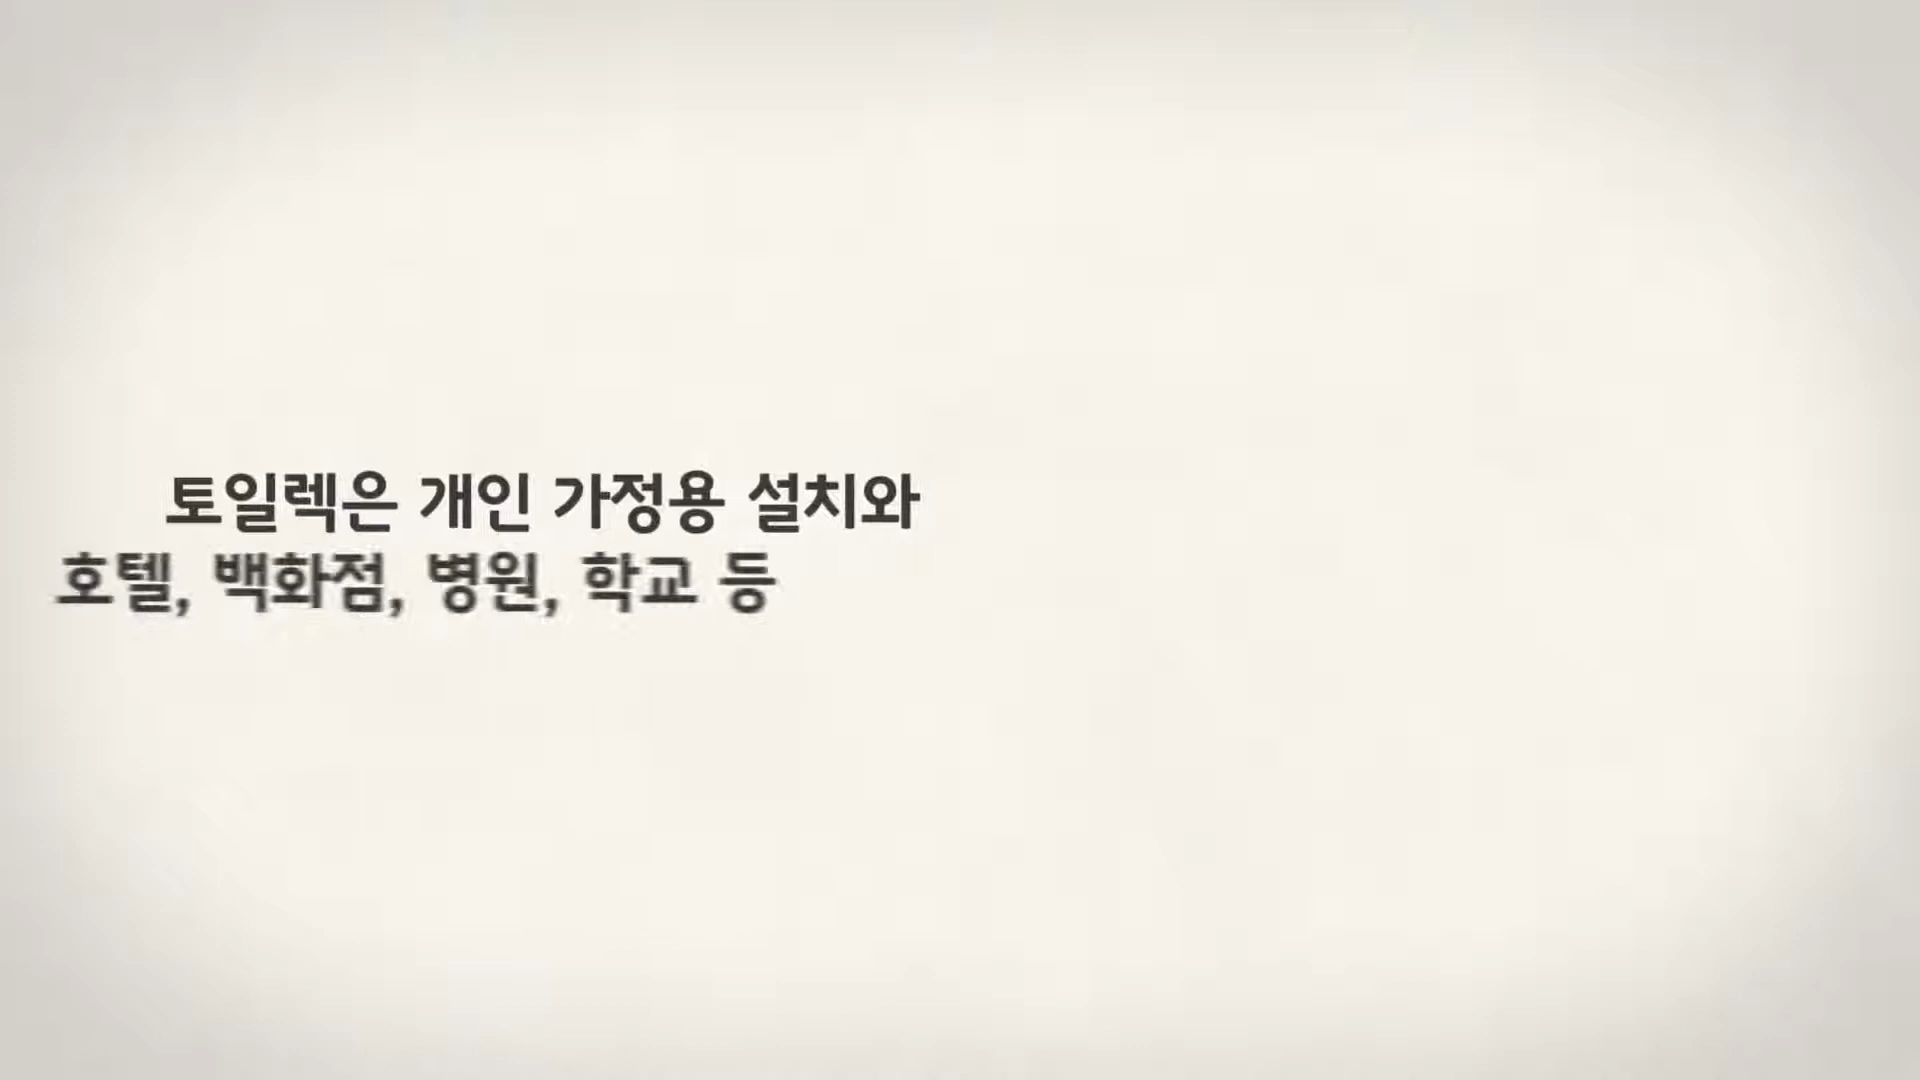 토일렉은 개인 가정용 설치와
호텔, 백화점, 병원, 학교 등